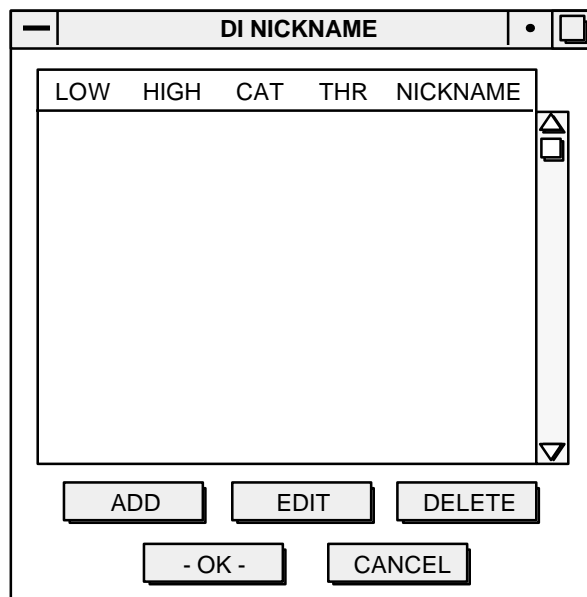 DI NICKNAME
LOW HIGH CAT THR NICKNAME
ADD EDIT DELETE
- OK - CANCEL